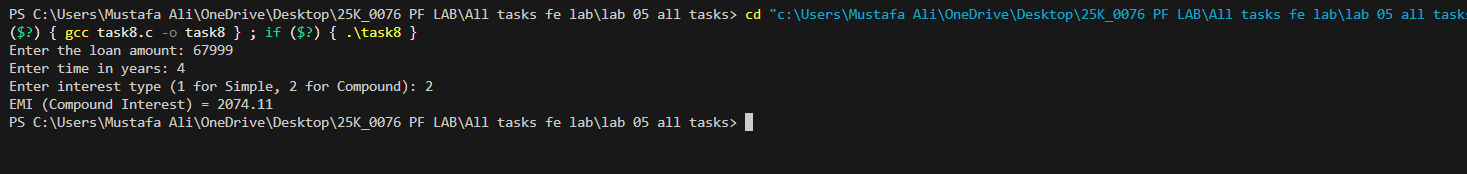 PS C:\Users\Mustafa Ali\OneDrive\Desktop\25K_0076 PF LAB\All tasks fe lab\lab 05 all tasks> cd "c:\Users\Mustafa Ali\OneDrive\Desktop\25K_0076 PF LAB\All tasks fe lab\lab 05 all tasks
($?) { gcc task8.c -o task8 } ; if ($?) { .\task8 }
Enter the loan amount: 67999
Enter time in years: 4
Enter interest type (1 for Simple, 2 for Compound): 2
EMI (Compound Interest) = 2074.11
PS C:\Users\Mustafa Ali\OneDrive\Desktop\25K_0076 PF LAB\All tasks fe lab\lab 05 all tasks>